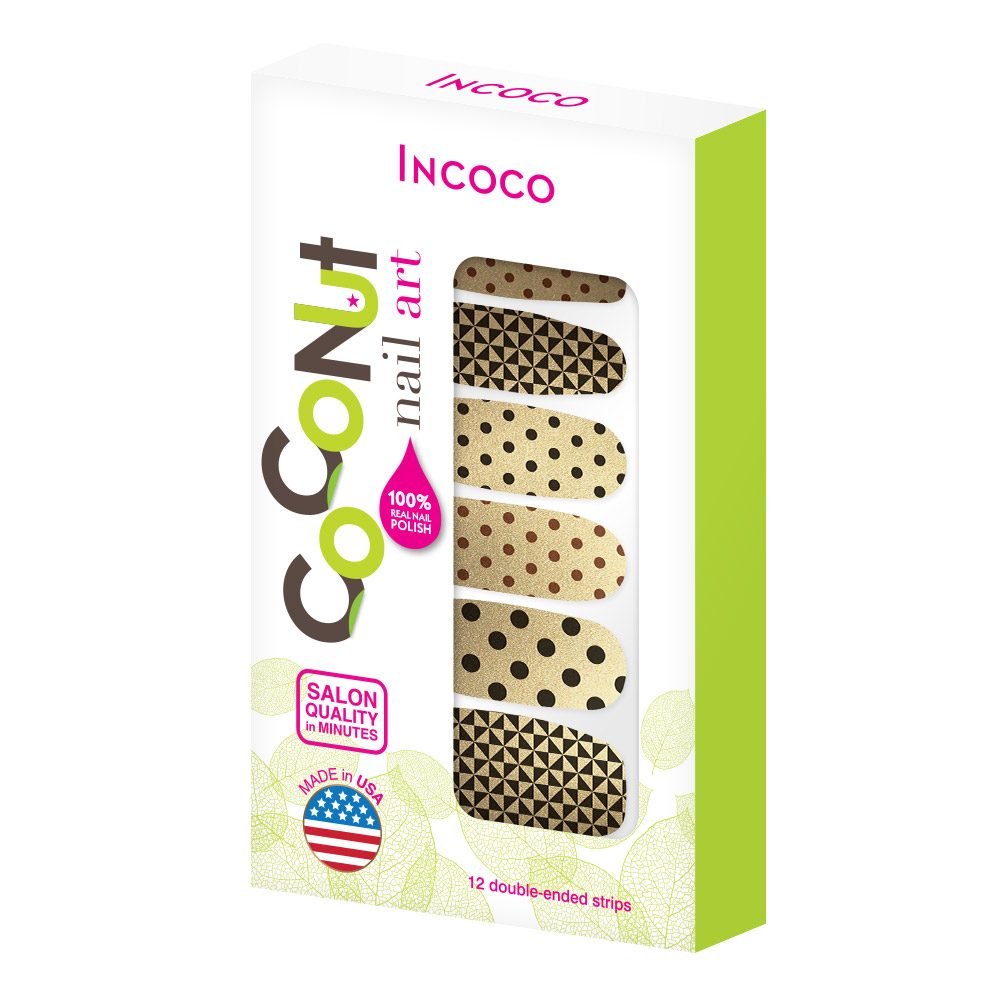 INCOCO
INCOCO
CoCoNut
nail art
100%
REAL NAIL
POLISH
SALON
QUALITY
in MINUTES
MADE in USA
12 double-ended strips